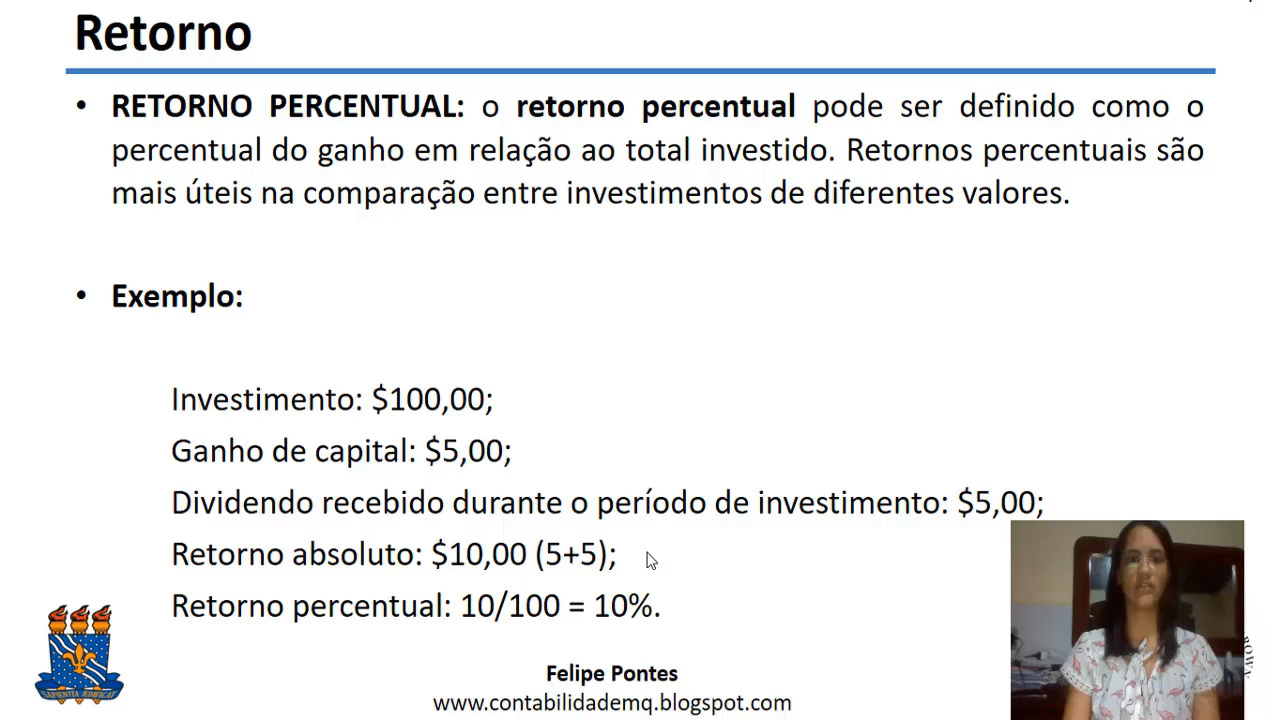 Retorno
• RETORNO PERCENTUAL: o retorno percentual pode ser definido como o
percentual do ganho em relação ao total investido. Retornos percentuais são
mais úteis na comparação entre investimentos de diferentes valores.
• Exemplo:
Investimento: $100,00;
Ganho de capital: $5,00;
Dividendo recebido durante o período de investimento: $5,00;
Retorno absoluto: $10,00 (5+5);
Retorno percentual: 10/100 = 10%.
SAPIENTIA ÆDIFICAT
Felipe Pontes
www.contabilidademq.blogspot.com